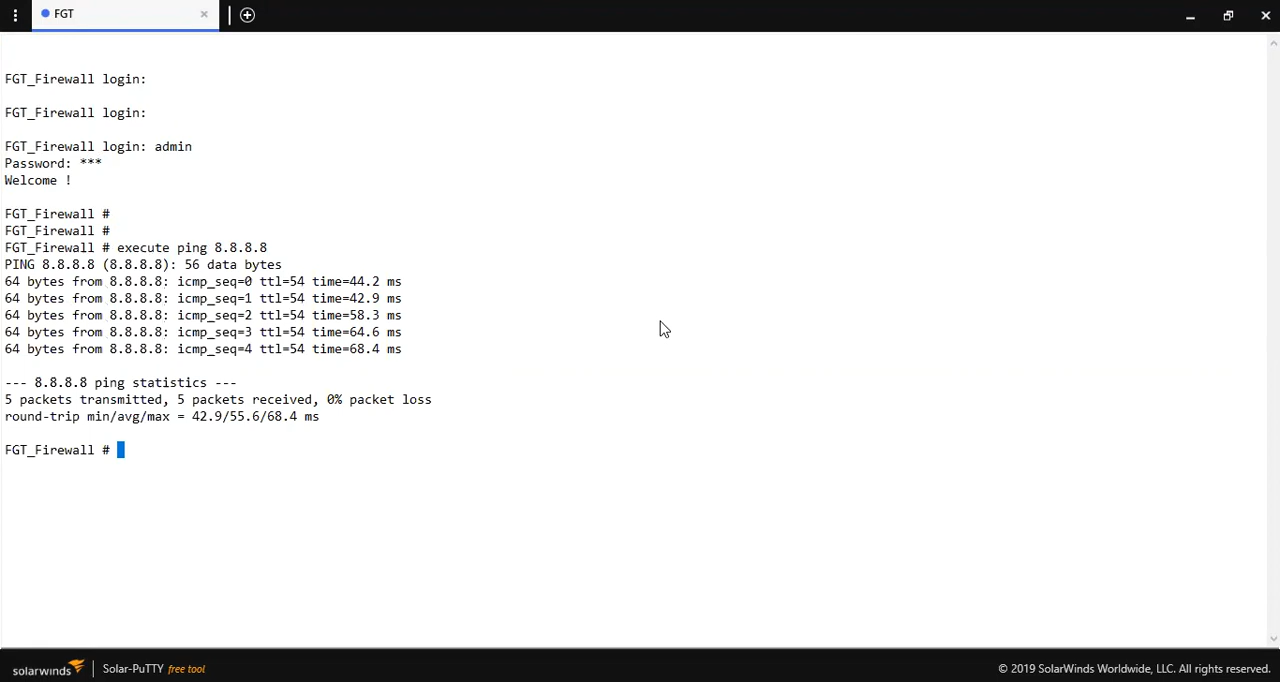 FGT
FGT_Firewall login:
FGT_Firewall login:
FGT_Firewall login: admin
Password: ***
Welcome !
FGT_Firewall #
FGT_Firewall #
FGT_Firewall # execute ping 8.8.8.8
PING 8.8.8.8 (8.8.8.8): 56 data bytes
64 bytes from 8.8.8.8: icmp_seq=0 ttl=54 time=44.2 ms
64 bytes from 8.8.8.8: icmp_seq=1 ttl=54 time=42.9 ms
64 bytes from 8.8.8.8: icmp_seq=2 ttl=54 time=58.3 ms
64 bytes from 8.8.8.8: icmp_seq=3 ttl=54 time=64.6 ms
64 bytes from 8.8.8.8: icmp_seq=4 ttl=54 time=68.4 ms
--- 8.8.8.8 ping statistics ---
5 packets transmitted, 5 packets received, 0% packet loss
round-trip min/avg/max = 42.9/55.6/68.4 ms
FGT_Firewall #
solarwinds Solar-PuTTY free tool © 2019 SolarWinds Worldwide, LLC. All rights reserved.